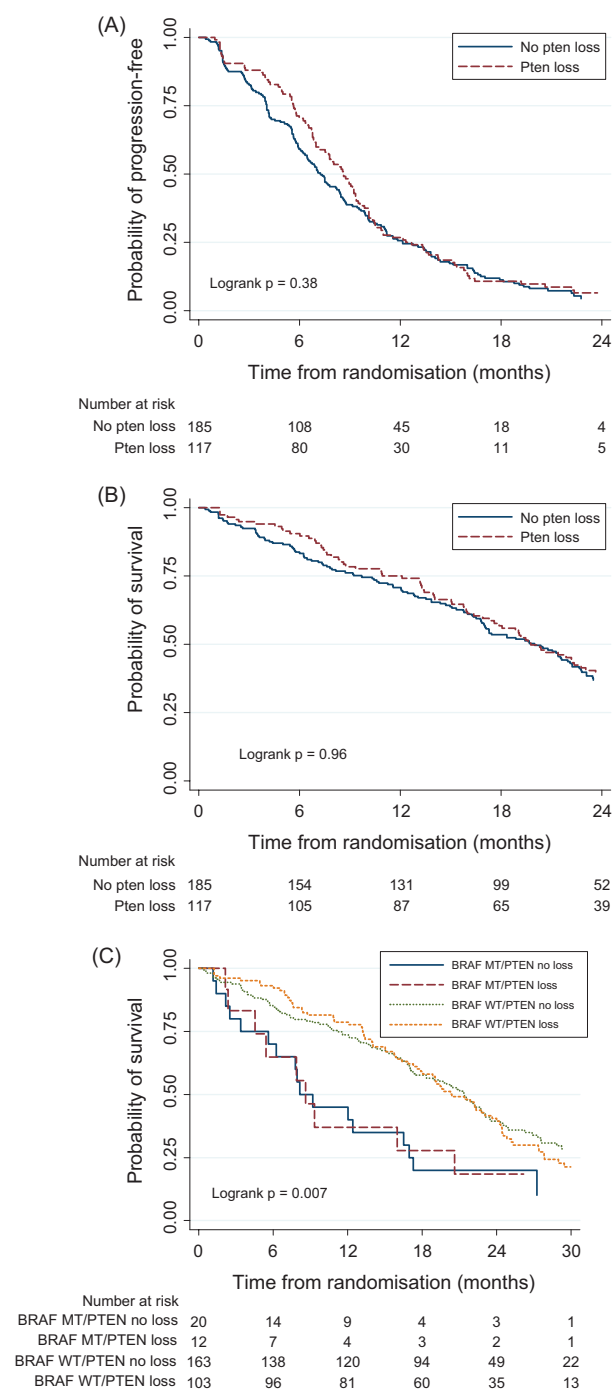 (A)
Probability of progression-free
1.00
0.75
0.50
0.25
0.00
No pten loss
Pten loss
Logrank p = 0.38
0 6 12 18 24
Time from randomisation (months)
Number at risk
No pten loss 185 108 45 18 4
Pten loss 117 80 30 11 5
(B)
Probability of survival
1.00
0.75
0.50
0.25
0.00
No pten loss
Pten loss
Logrank p = 0.96
0 6 12 18 24
Time from randomisation (months)
Number at risk
No pten loss 185 154 131 99 52
Pten loss 117 105 87 65 39
(C)
Probability of survival
1.00
0.75
0.50
0.25
0.00
BRAF MT/PTEN no loss
BRAF MT/PTEN loss
BRAF WT/PTEN no loss
BRAF WT/PTEN loss
Logrank p = 0.007
0 6 12 18 24 30
Time from randomisation (months)
Number at risk
BRAF MT/PTEN no loss 20 14 9 4 3 1
BRAF MT/PTEN loss 12 7 4 3 2 1
BRAF WT/PTEN no loss 163 138 120 94 49 22
BRAF WT/PTEN loss 103 96 81 60 35 13